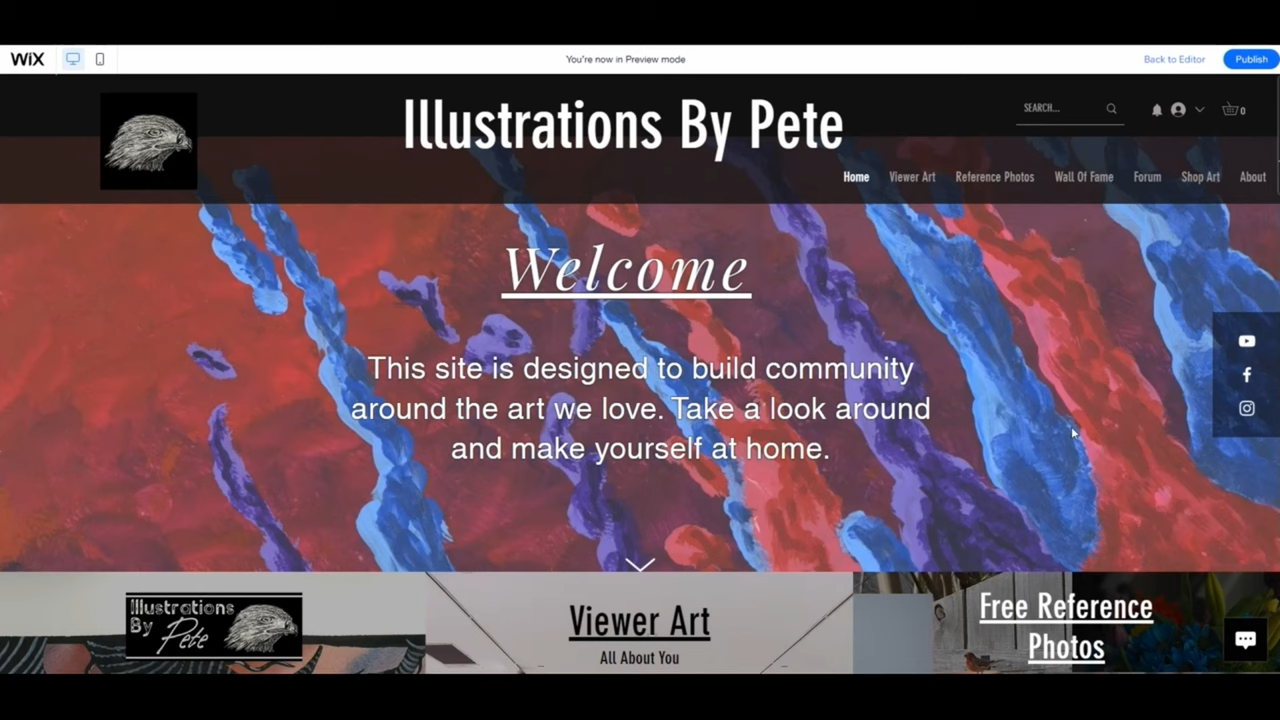 WiX
You're now in Preview mode
Back to Editor
Publish
Illustrations By Pete
SEARCH...
0
Home
Viewer Art
Reference Photos
Wall Of Fame
Forum
Shop Art
About
Welcome
This site is designed to build community
around the art we love. Take a look around
and make yourself at home.
Illustrations
By Pete
Viewer Art
All About You
Free Reference
Photos